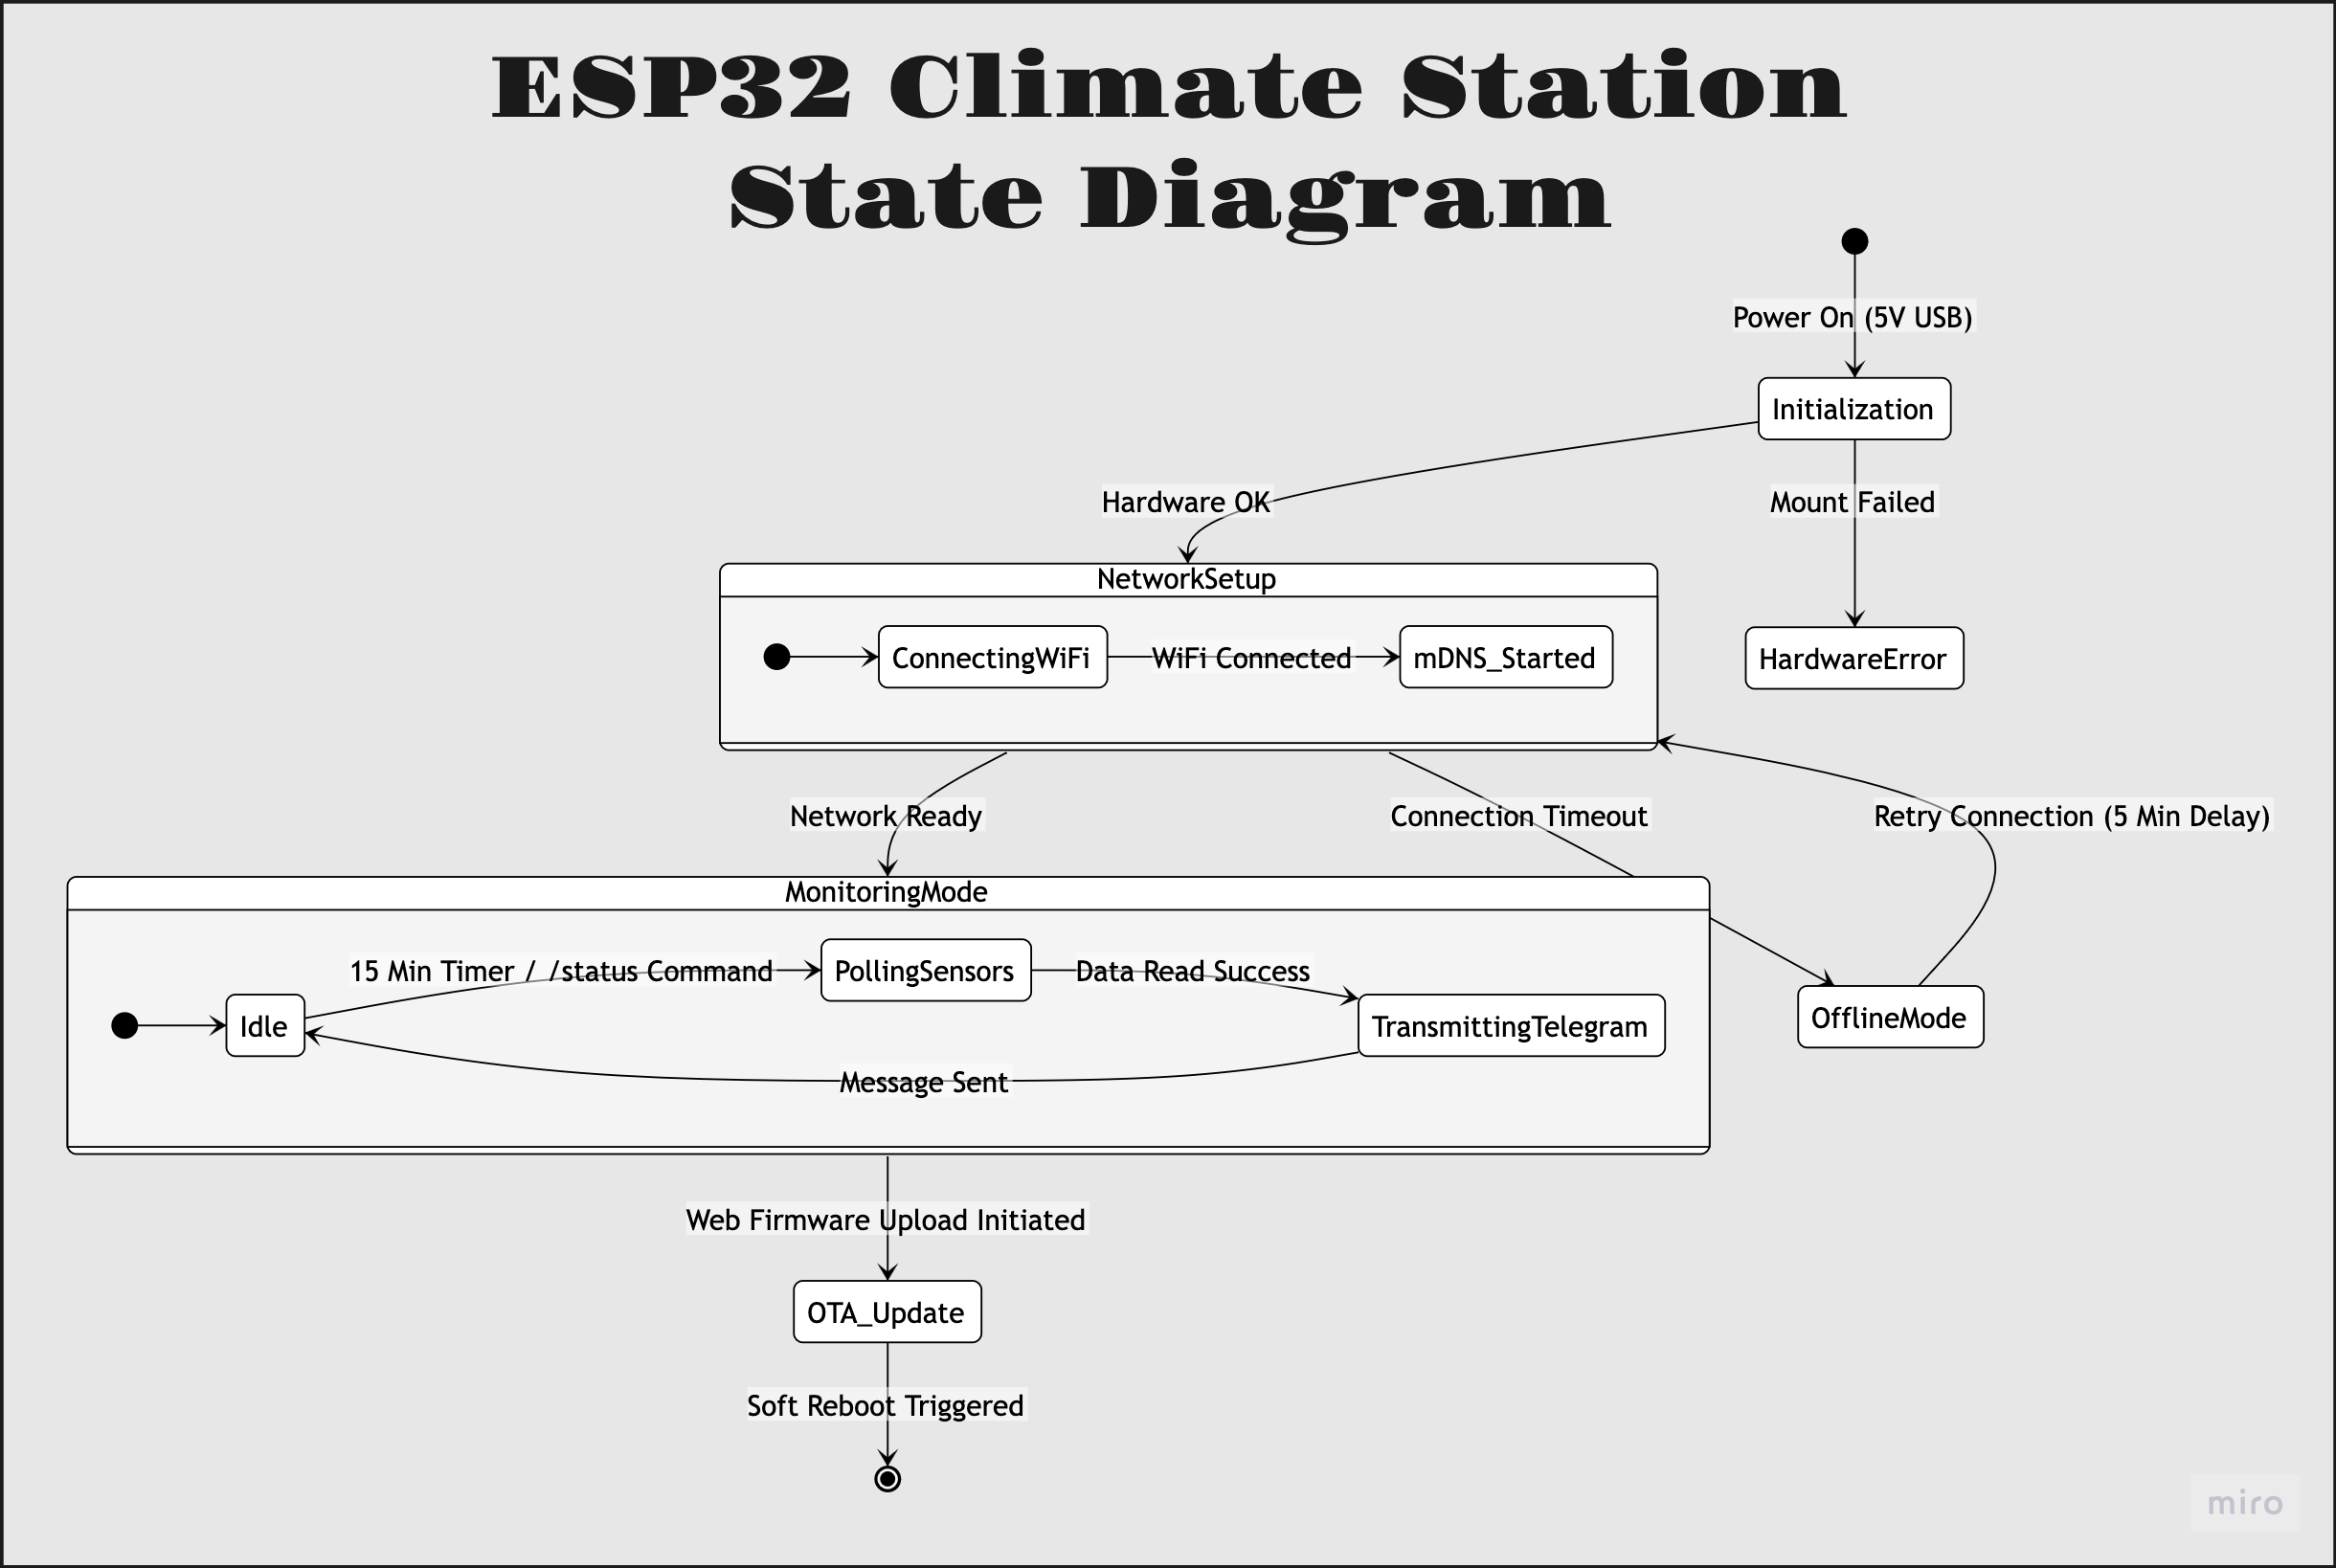 ESP32 Climate Station
State Diagram
Power On (5V USB)
Initialization
Hardware OK
Mount Failed
NetworkSetup
ConnectingWiFi
WiFi Connected
mDNS_Started
HardwareError
Network Ready
Connection Timeout
Retry Connection (5 Min Delay)
MonitoringMode
15 Min Timer / /status Command
PollingSensors
Data Read Success
Idle
TransmittingTelegram
OfflineMode
Message Sent
Web Firmware Upload Initiated
OTA_Update
Soft Reboot Triggered
miro